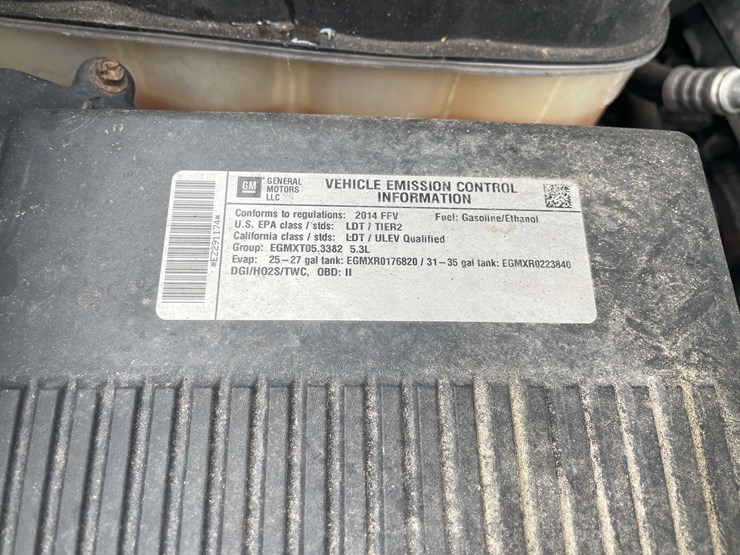 GM GENERAL MOTORS LLC
VEHICLE EMISSION CONTROL
INFORMATION
Conforms to regulations: 2014 FFV Fuel: Gasoline/Ethanol
U.S. EPA class / stds: LDT / TIER2
California class / stds: LDT / ULEV Qualified
Group: EGMXT05.3382 5.3L
Evap: 25-27 gal tank: EGMXR0176820 / 31-35 gal tank: EGMXR0223840
DGI/HO2S/TWC, OBD: II
*EZ291174*